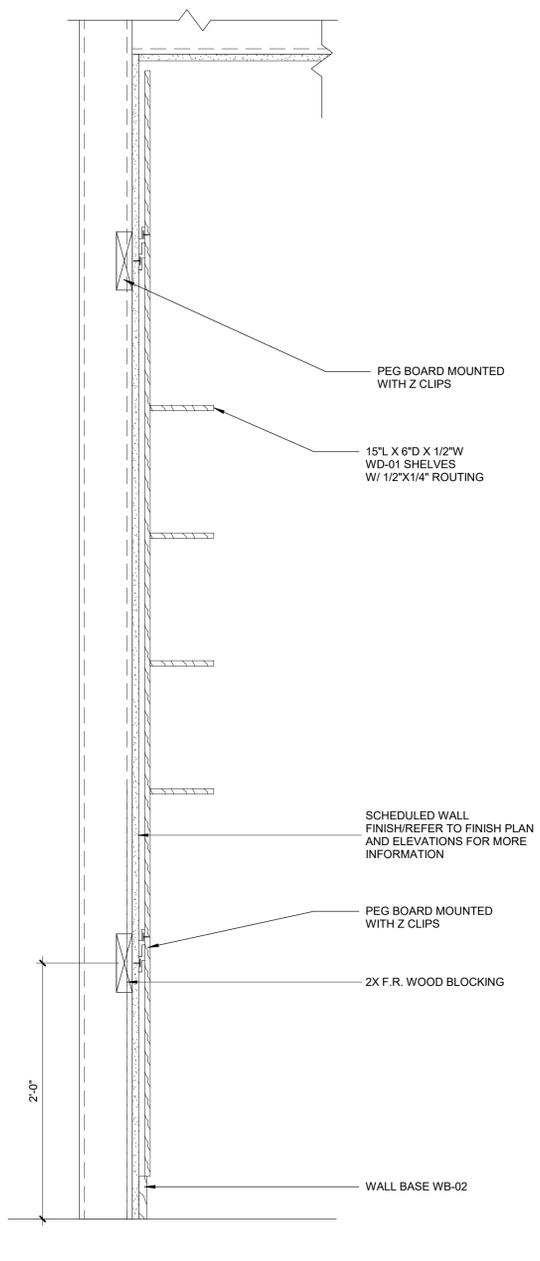 PEG BOARD MOUNTED
WITH Z CLIPS
15"L X 6"D X 1/2"W
WD-01 SHELVES
W/ 1/2"X1/4" ROUTING
SCHEDULED WALL
FINISH/REFER TO FINISH PLAN
AND ELEVATIONS FOR MORE
INFORMATION
PEG BOARD MOUNTED
WITH Z CLIPS
2X F.R. WOOD BLOCKING
2'-0"
WALL BASE WB-02